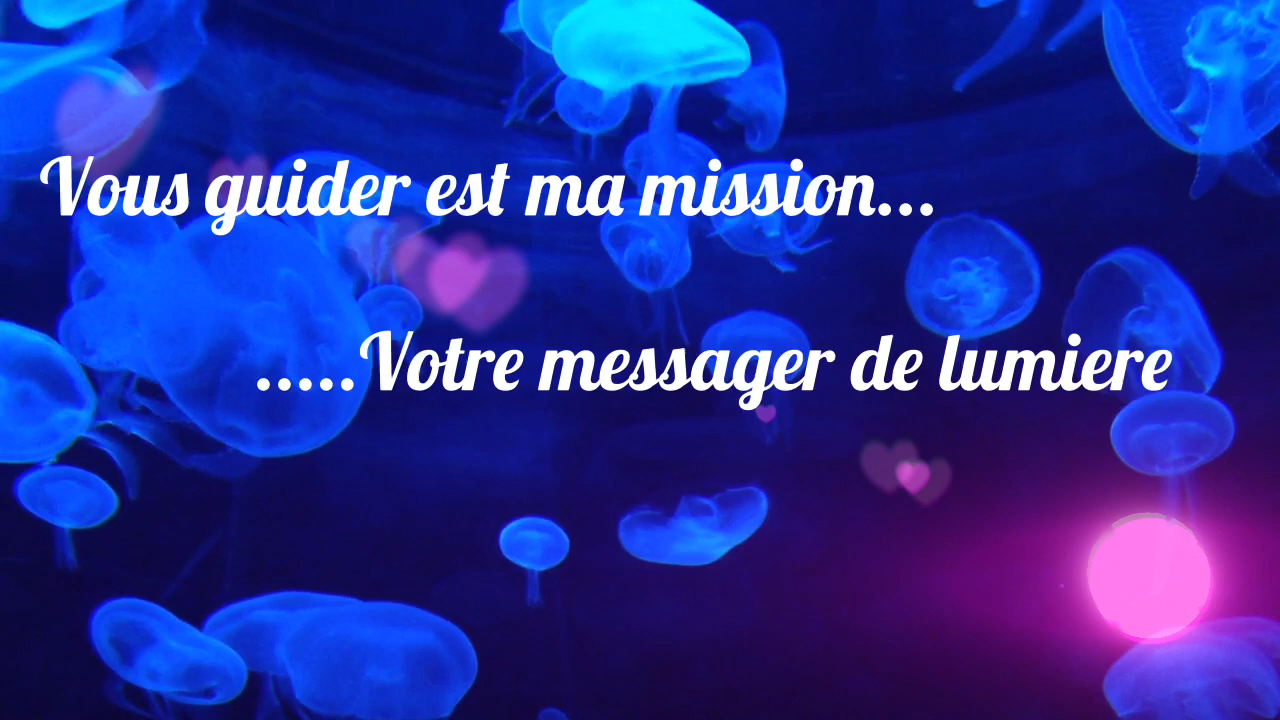 Vous guider est ma mission...
.....Votre messager de lumiere